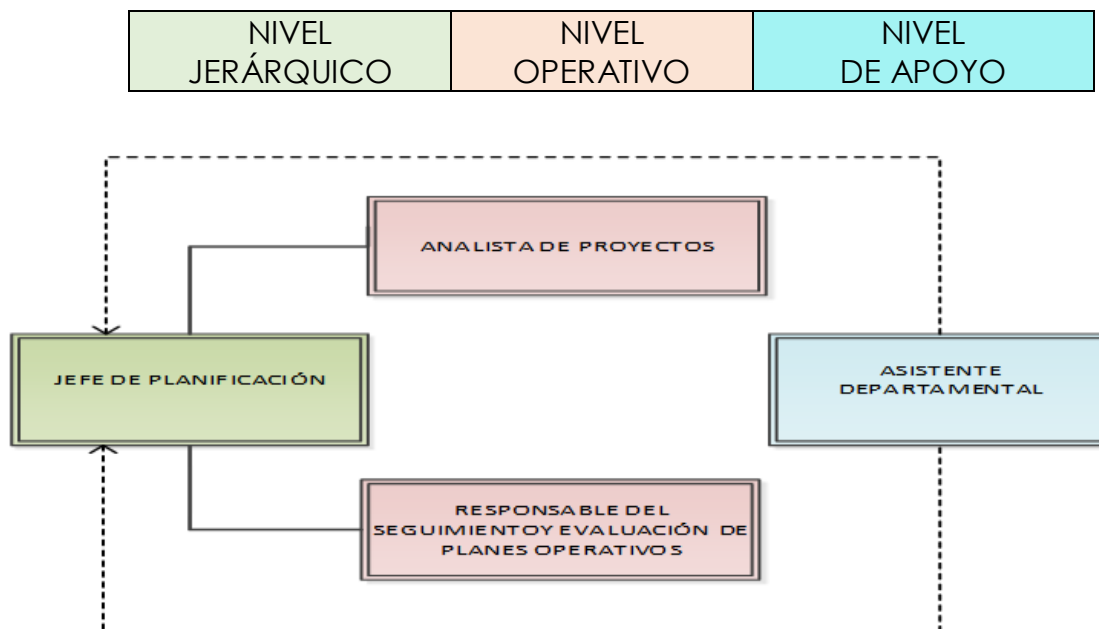 NIVEL
JERÁRQUICO
NIVEL
OPERATIVO
NIVEL
DE APOYO
ANALISTA DE PROYECTOS
JEFE DE PLANIFICACIÓN
ASISTENTE
DEPARTAMENTAL
RESPONSABLE DEL
SEGUIMIENTO Y EVALUACIÓN DE
PLANES OPERATIVOS